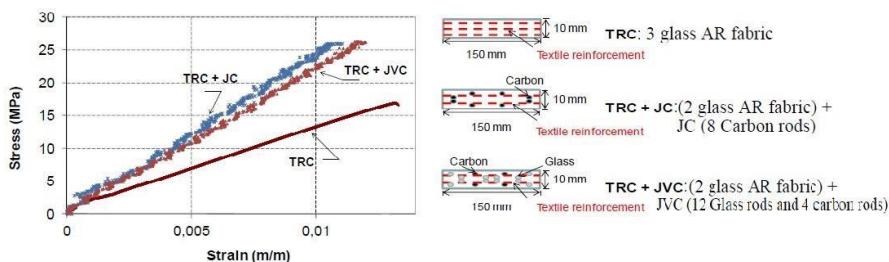 30
25
20
15
10
5
0
Stress (MPa)
0
0,005
0,01
Strain (m/m)
TRC + JC
TRC + JVC
TRC
10 mm
150 mm
Textile reinforcement
TRC: 3 glass AR fabric
Carbon
10 mm
150 mm
Textile reinforcement
TRC + JC:(2 glass AR fabric) +
JC (8 Carbon rods)
Carbon
Glass
10 mm
150 mm
Textile reinforcement
TRC + JVC:(2 glass AR fabric) +
JVC (12 Glass rods and 4 carbon rods)